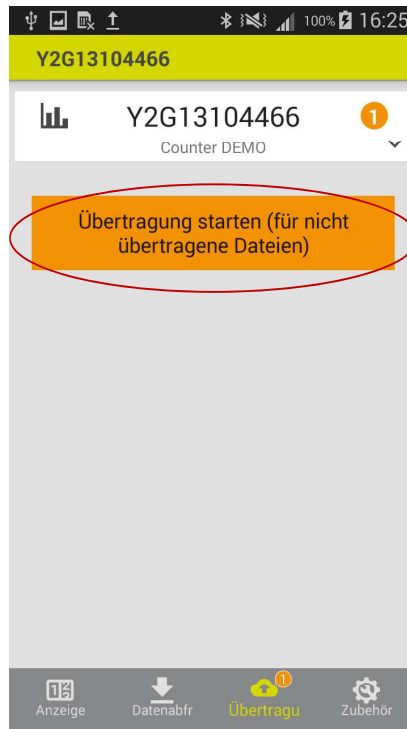 100% 16:25
Y2G13104466
Y2G13104466
1
Counter DEMO
Übertragung starten (für nicht
übertragene Dateien)
1
Anzeige Datenabfr Übertragu Zubehör